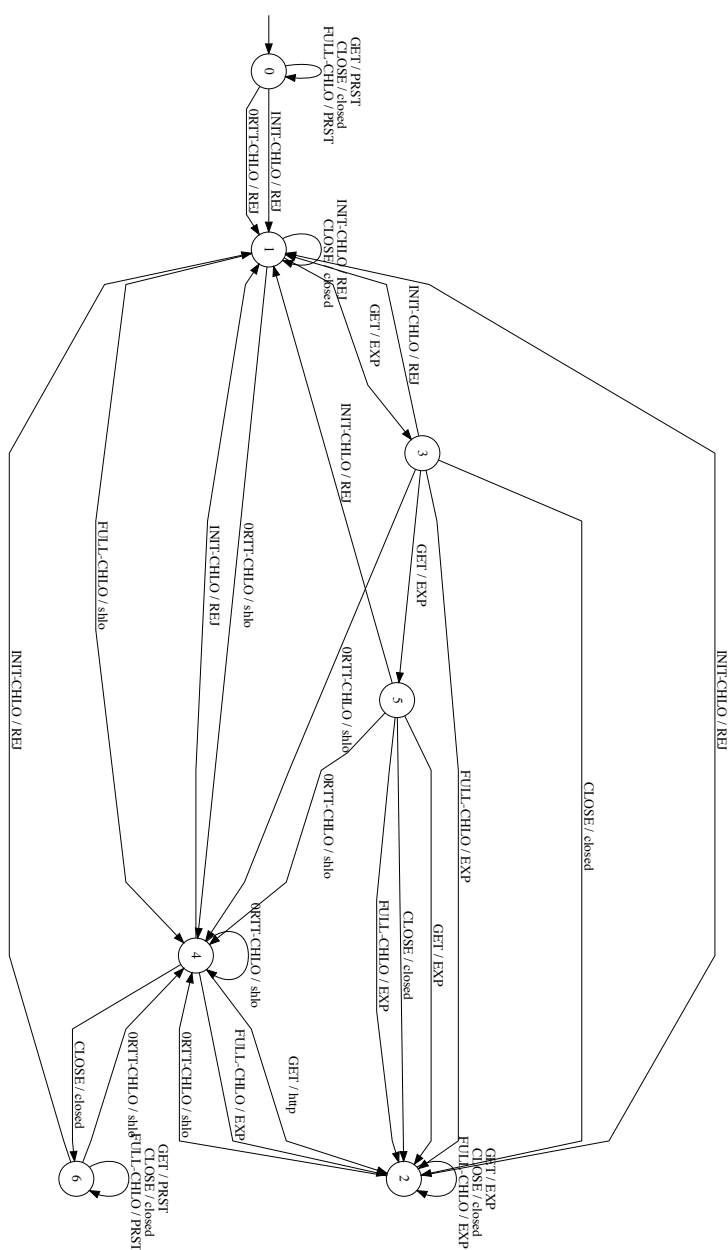 GET / PRST
CLOSE / closed
FULL-CHLO / PRST
0
INIT-CHLO / REJ
0RTT-CHLO / REJ
INIT-CHLO / REJ
CLOSE / closed
1
GET / EXP
INIT-CHLO / REJ
INIT-CHLO / REJ
3
FULL-CHLO / shlo
INIT-CHLO / REJ
0RTT-CHLO / shlo
GET / EXP
INIT-CHLO / REJ
0RTT-CHLO / shlo
INIT-CHLO / REJ
5
0RTT-CHLO / shlo
FULL-CHLO / EXP
CLOSE / closed
FULL-CHLO / EXP
CLOSE / closed
GET / EXP
0RTT-CHLO / shlo
4
CLOSE / closed
0RTT-CHLO / shlo
0RTT-CHLO / shlo
FULL-CHLO / EXP
GET / http
GET / PRST
CLOSE / closed
FULL-CHLO / PRST
6
GET / EXP
CLOSE / closed
FULL-CHLO / EXP
2